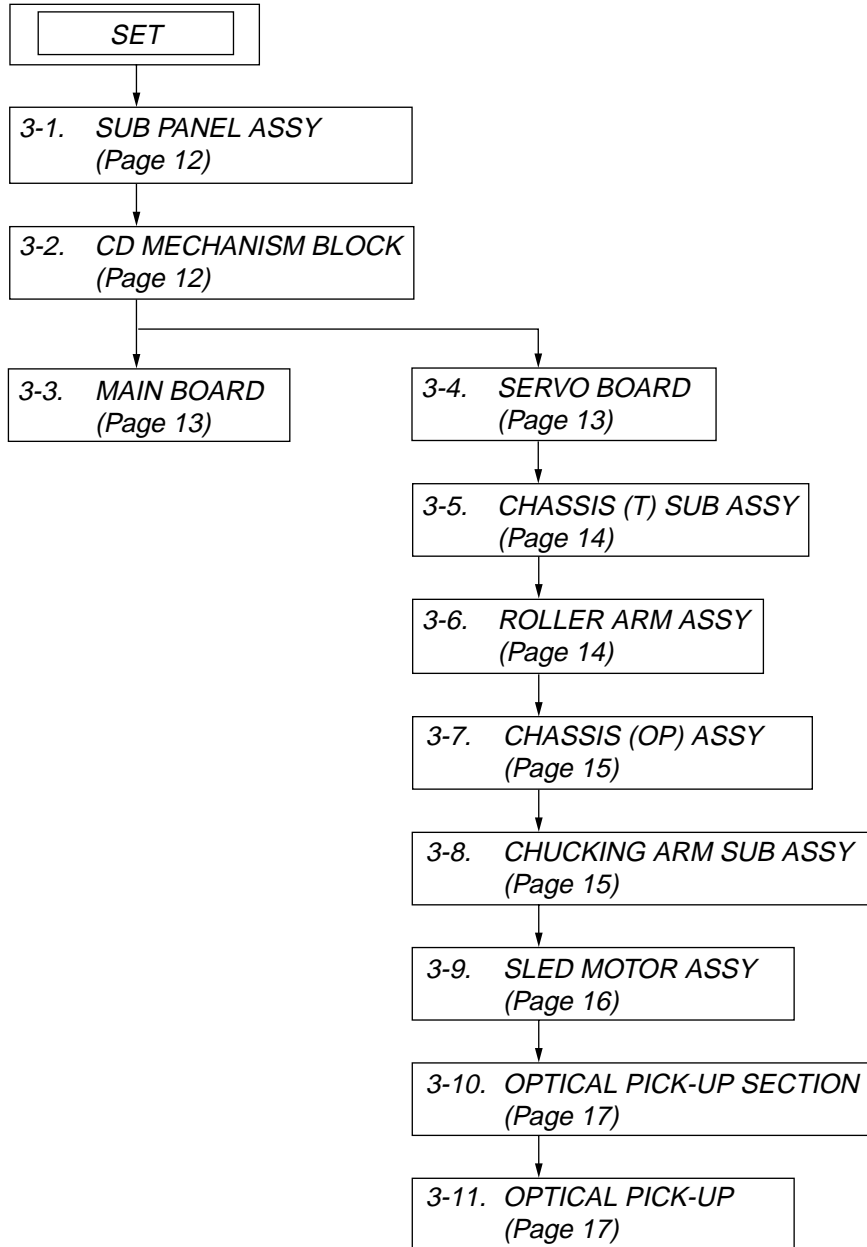 SET
3-1. SUB PANEL ASSY
(Page 12)
3-2. CD MECHANISM BLOCK
(Page 12)
3-3. MAIN BOARD
(Page 13)
3-4. SERVO BOARD
(Page 13)
3-5. CHASSIS (T) SUB ASSY
(Page 14)
3-6. ROLLER ARM ASSY
(Page 14)
3-7. CHASSIS (OP) ASSY
(Page 15)
3-8. CHUCKING ARM SUB ASSY
(Page 15)
3-9. SLED MOTOR ASSY
(Page 16)
3-10. OPTICAL PICK-UP SECTION
(Page 17)
3-11. OPTICAL PICK-UP
(Page 17)